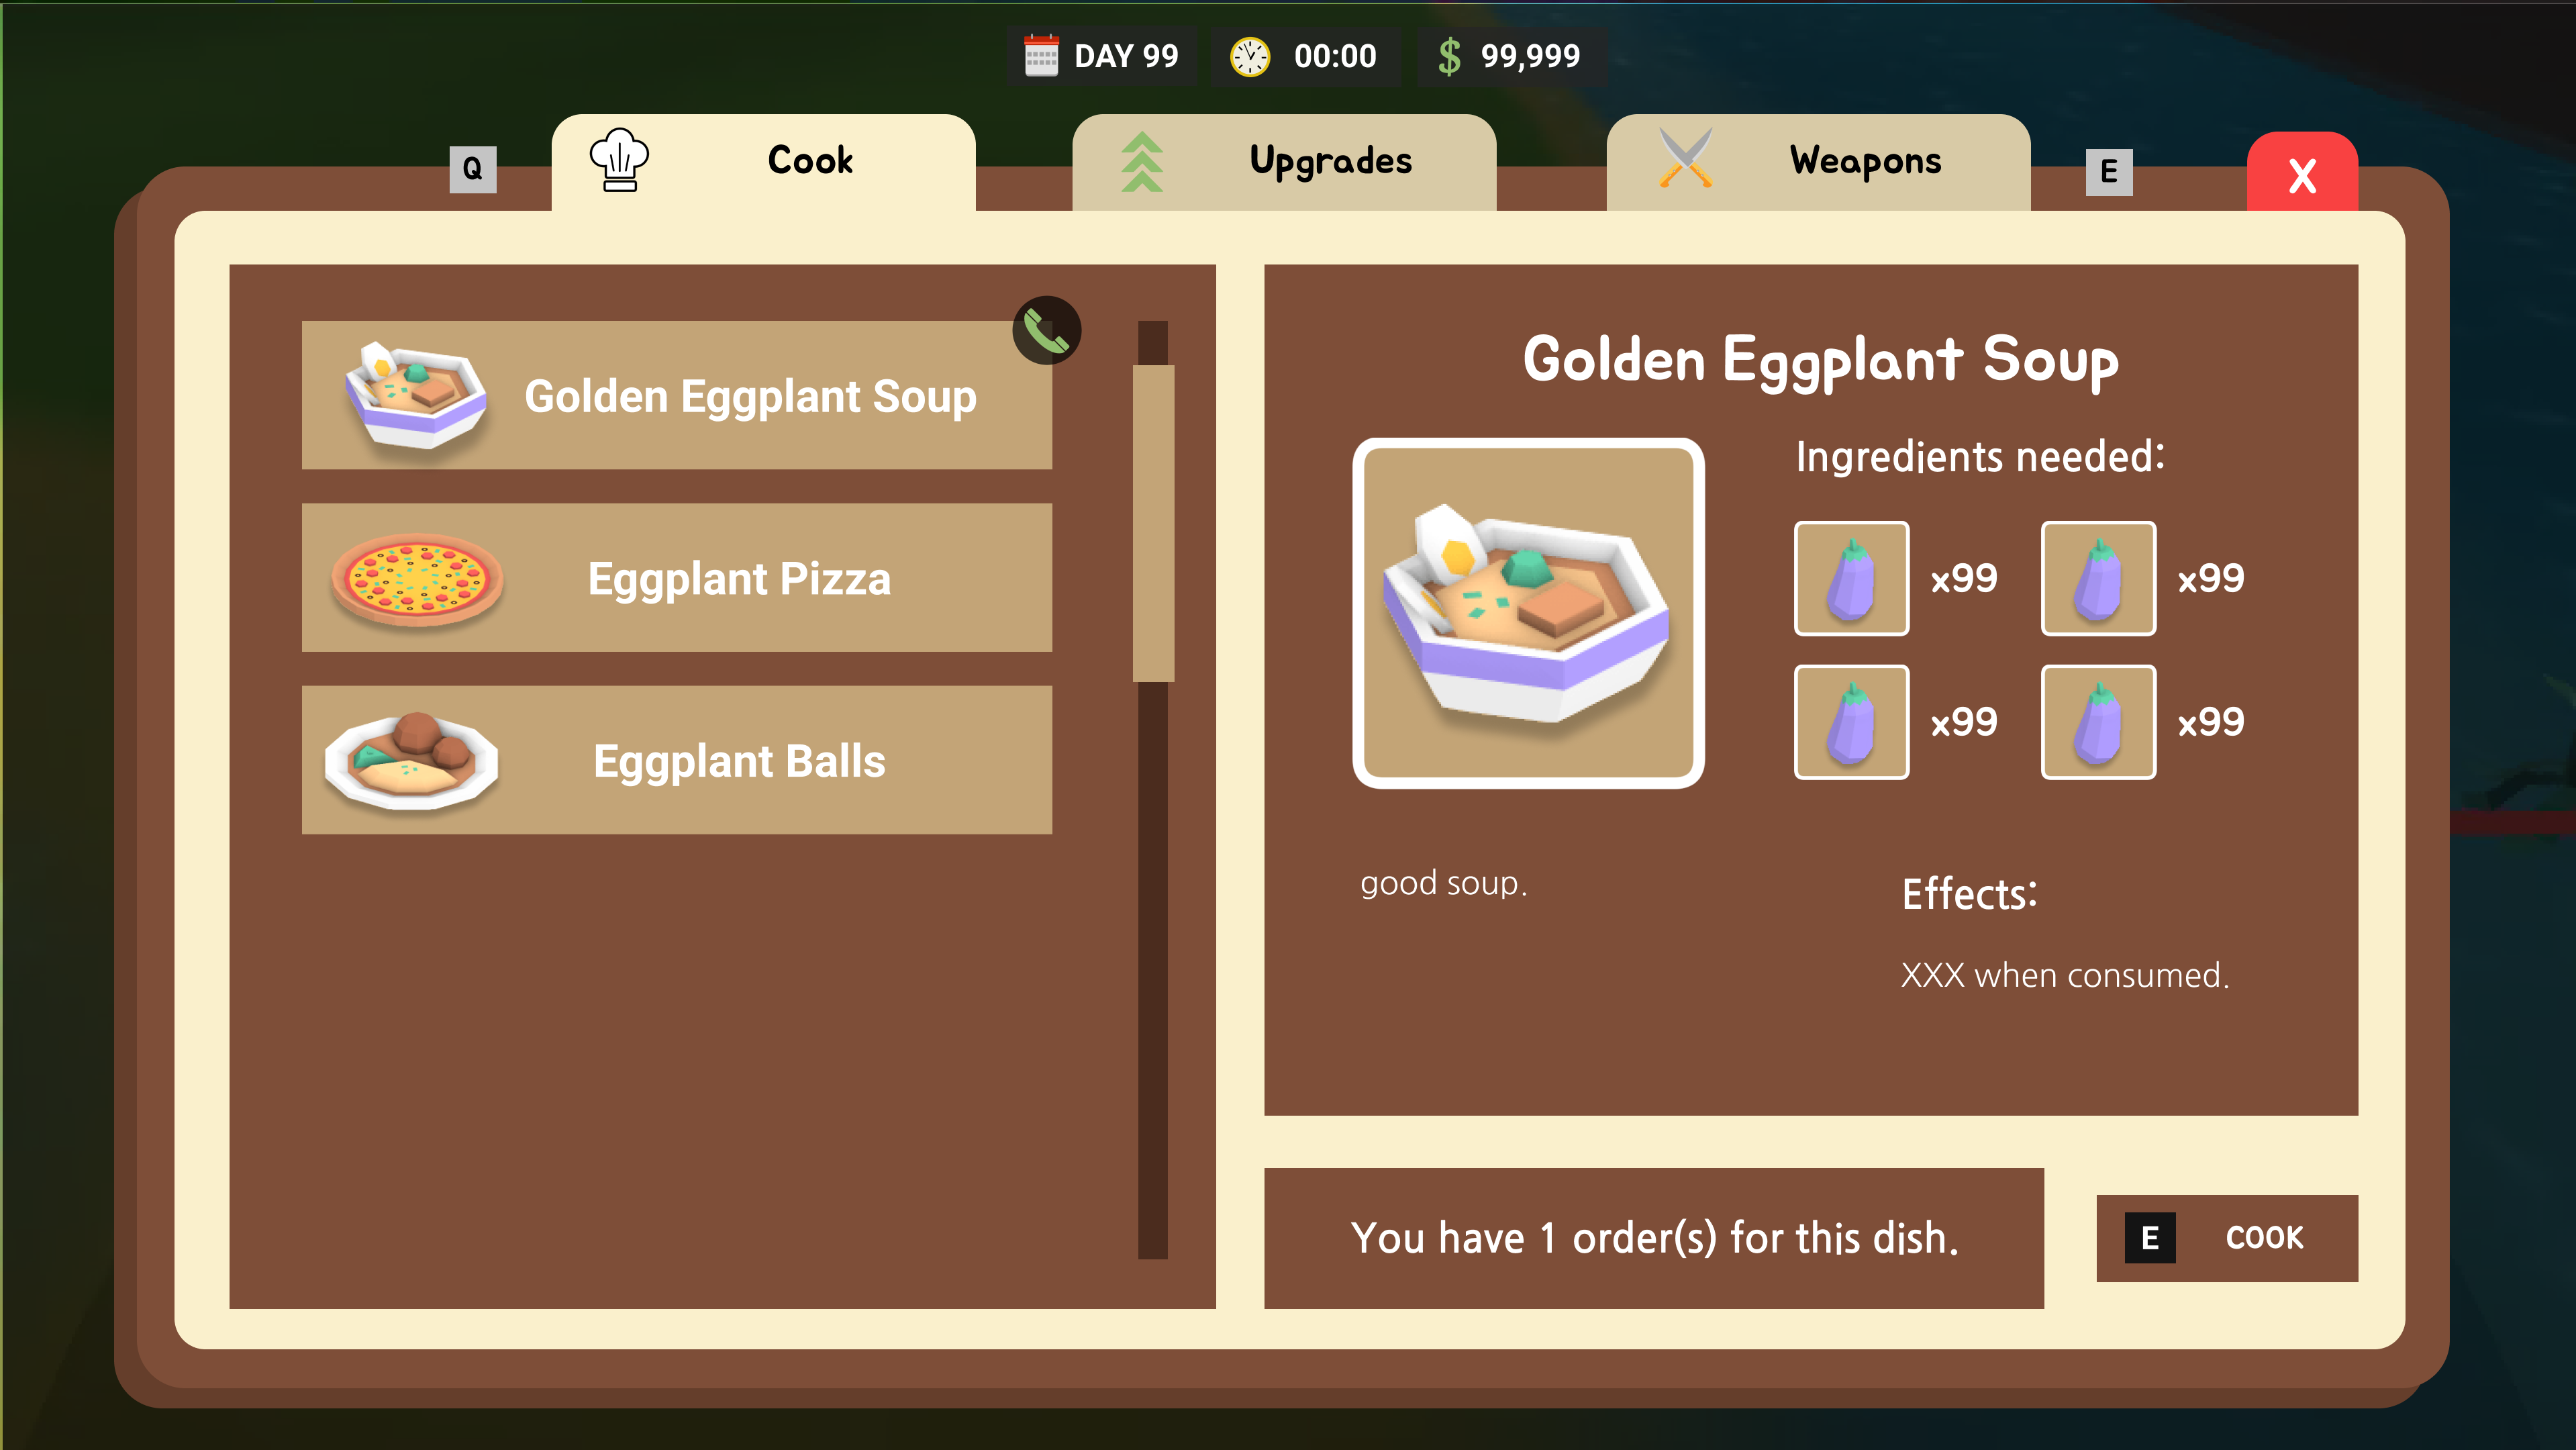 DAY 99
00:00
$ 99,999
Q
Cook
Upgrades
Weapons
E
X
Golden Eggplant Soup
Eggplant Pizza
Eggplant Balls
Golden Eggplant Soup
Ingredients needed:
x99 x99
x99 x99
good soup.
Effects:
XXX when consumed.
You have 1 order(s) for this dish.
E COOK